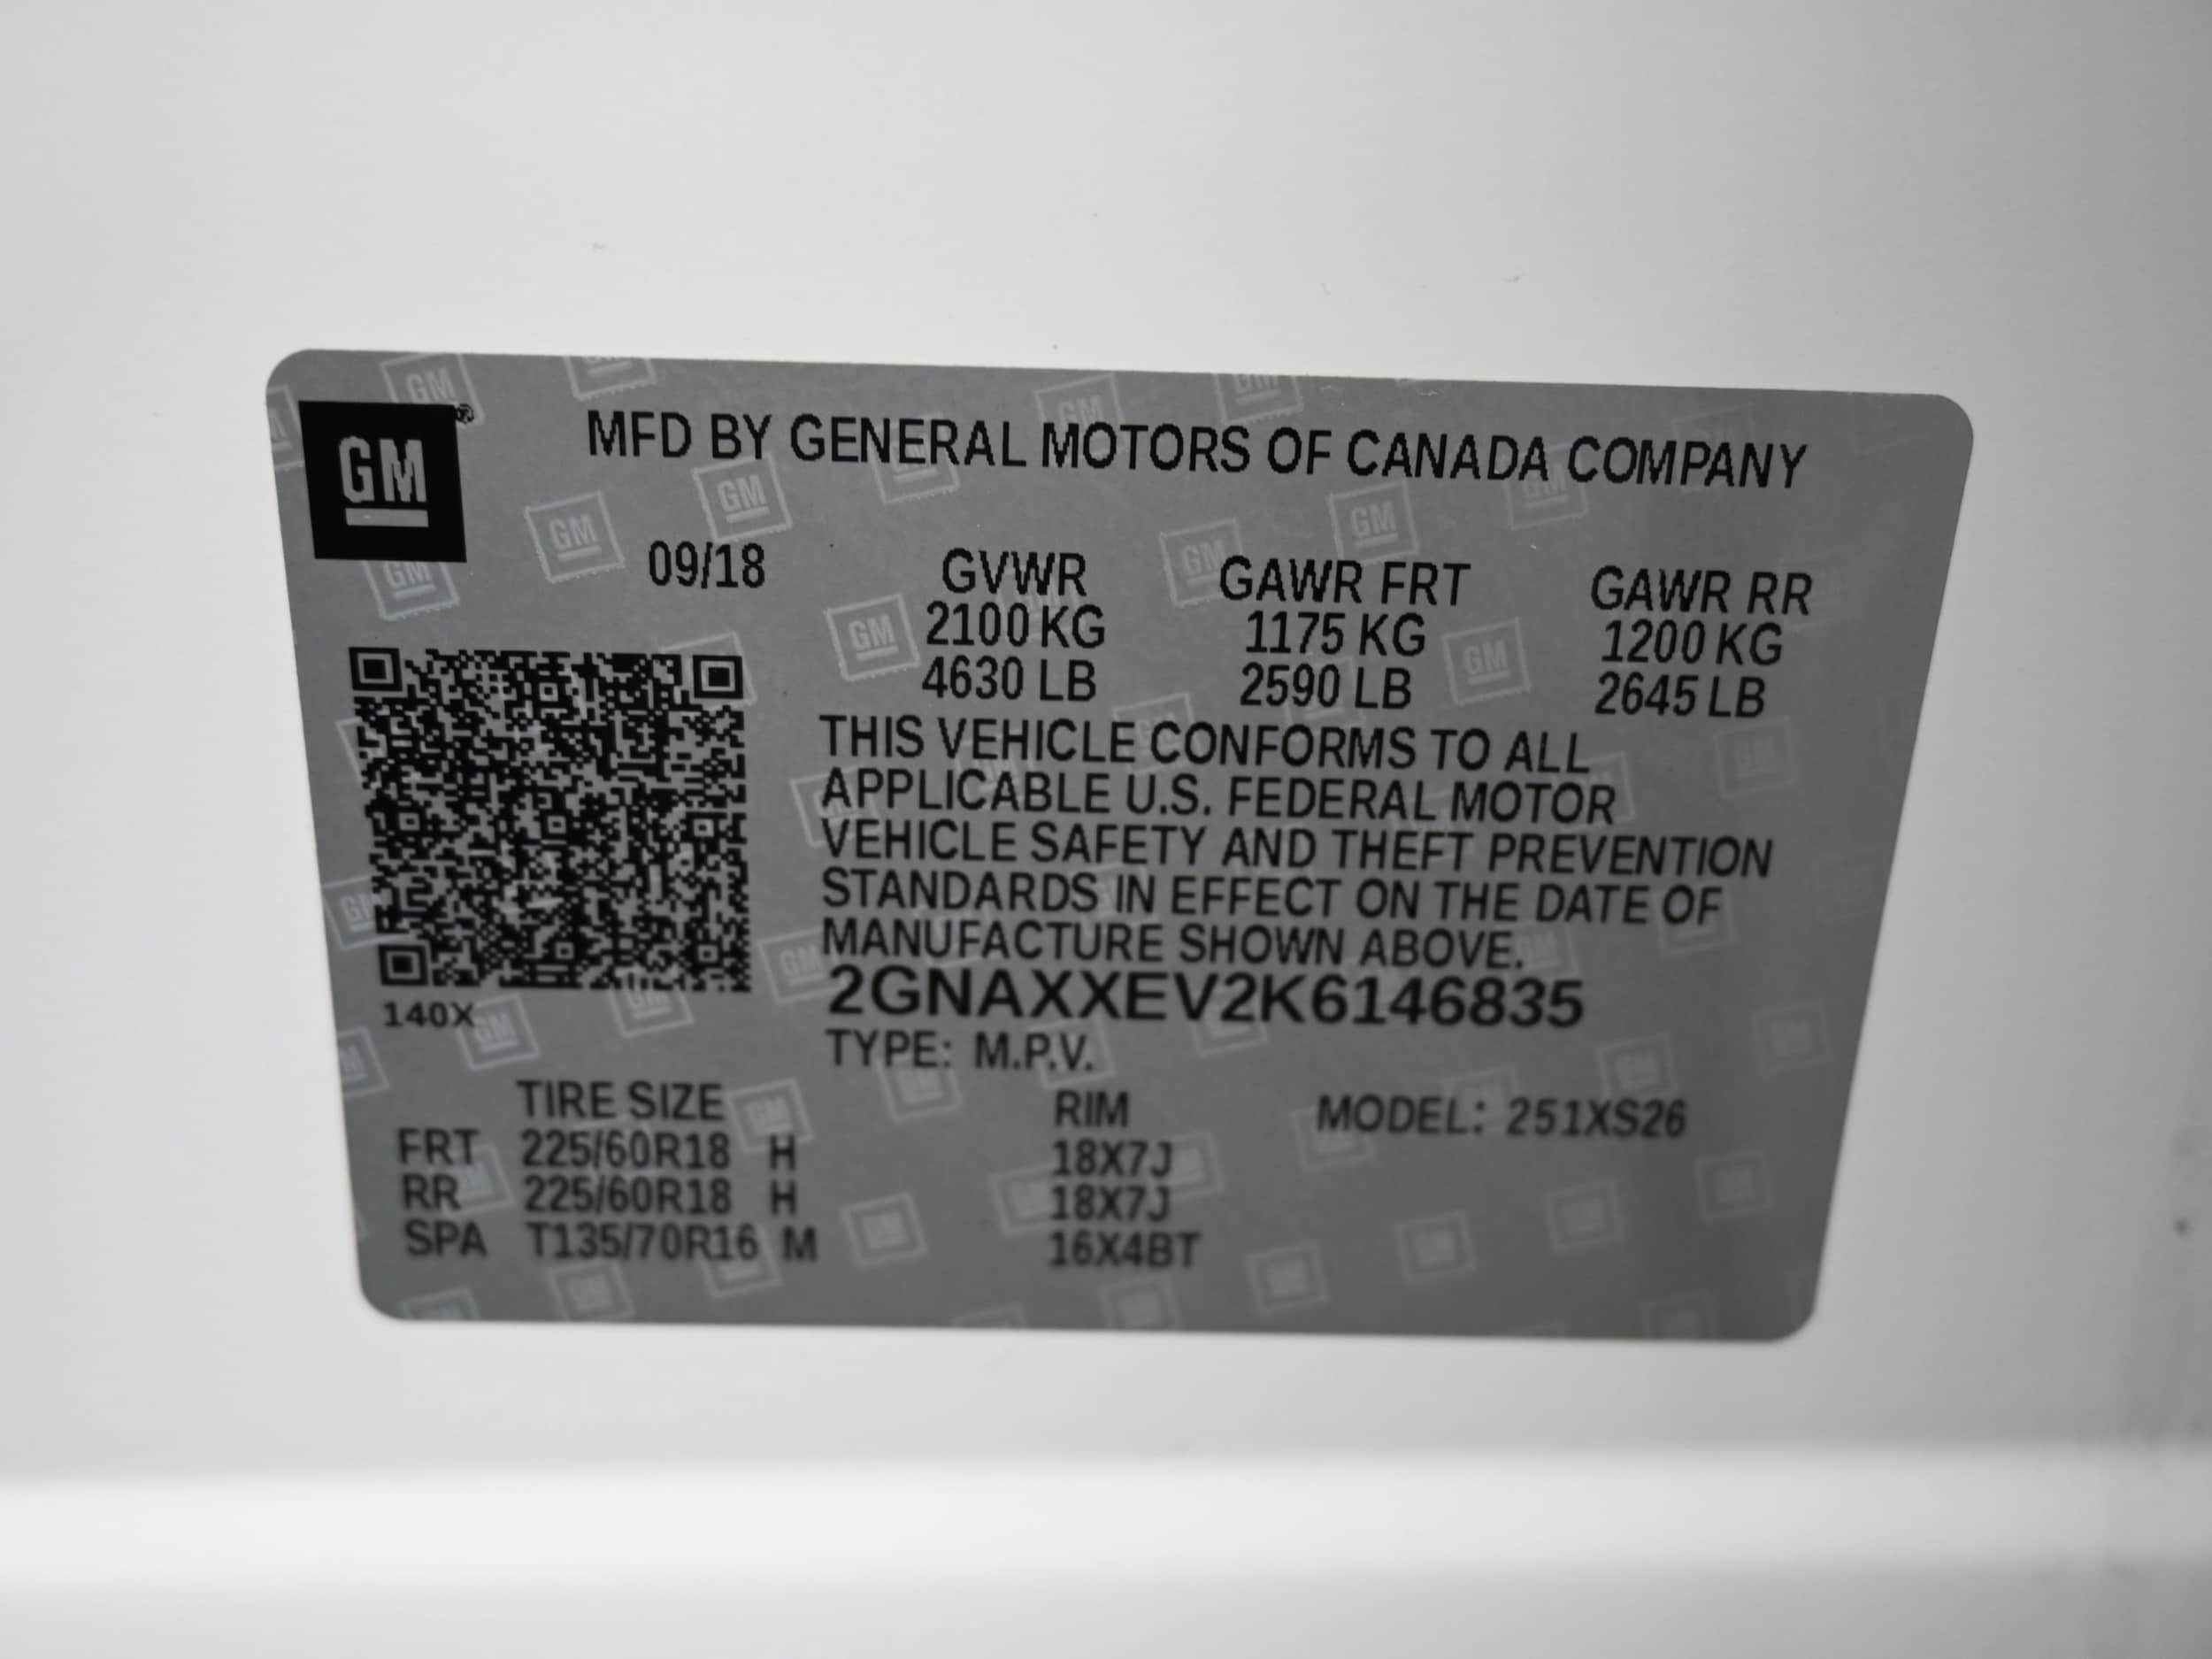 GM®
MFD BY GENERAL MOTORS OF CANADA COMPANY
09/18 GVWR GAWR FRT GAWR RR
2100 KG 1175 KG 1200 KG
4630 LB 2590 LB 2645 LB
THIS VEHICLE CONFORMS TO ALL
APPLICABLE U.S. FEDERAL MOTOR
VEHICLE SAFETY AND THEFT PREVENTION
STANDARDS IN EFFECT ON THE DATE OF
MANUFACTURE SHOWN ABOVE.
2GNAXXEV2K6146835
140X
TYPE: M.P.V.
TIRE SIZE RIM MODEL: 251XS26
FRT 225/60R18 H 18X7J
RR 225/60R18 H 18X7J
SPA T135/70R16 M 16X4BT